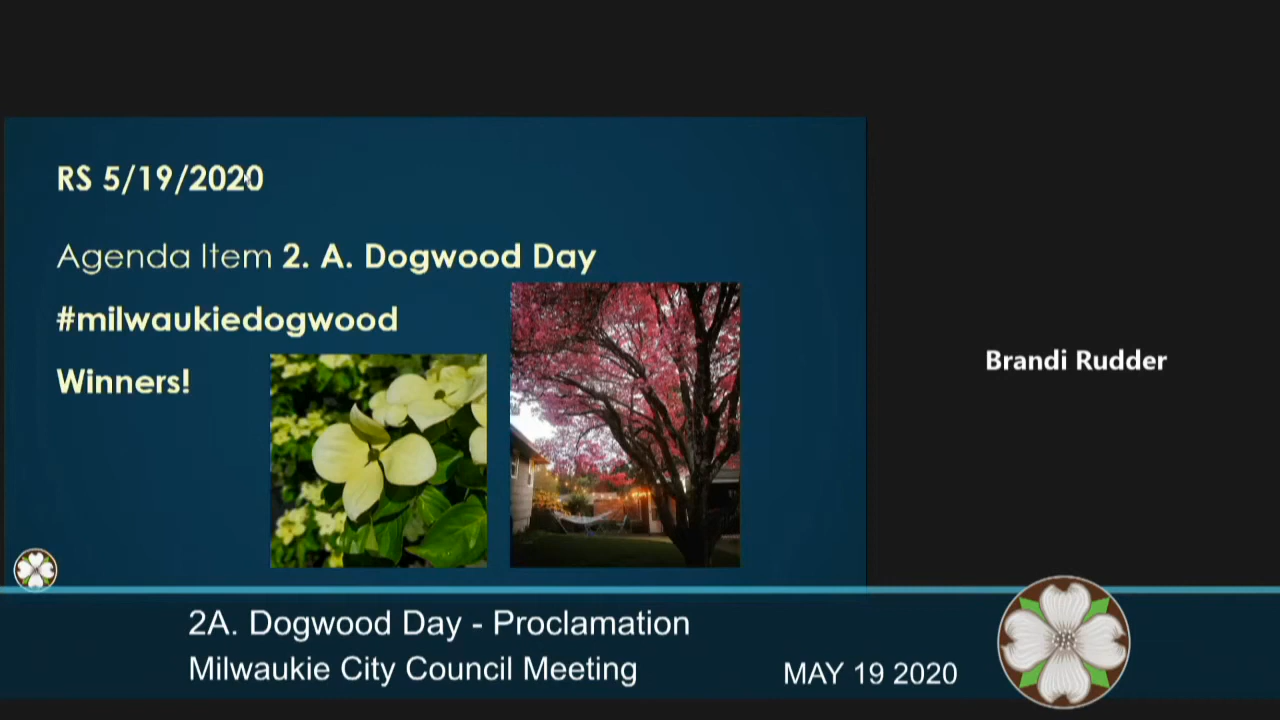 RS 5/19/2020
Agenda Item 2. A. Dogwood Day
#milwaukiedogwood
Winners!
Brandi Rudder
2A. Dogwood Day - Proclamation
Milwaukie City Council Meeting
MAY 19 2020